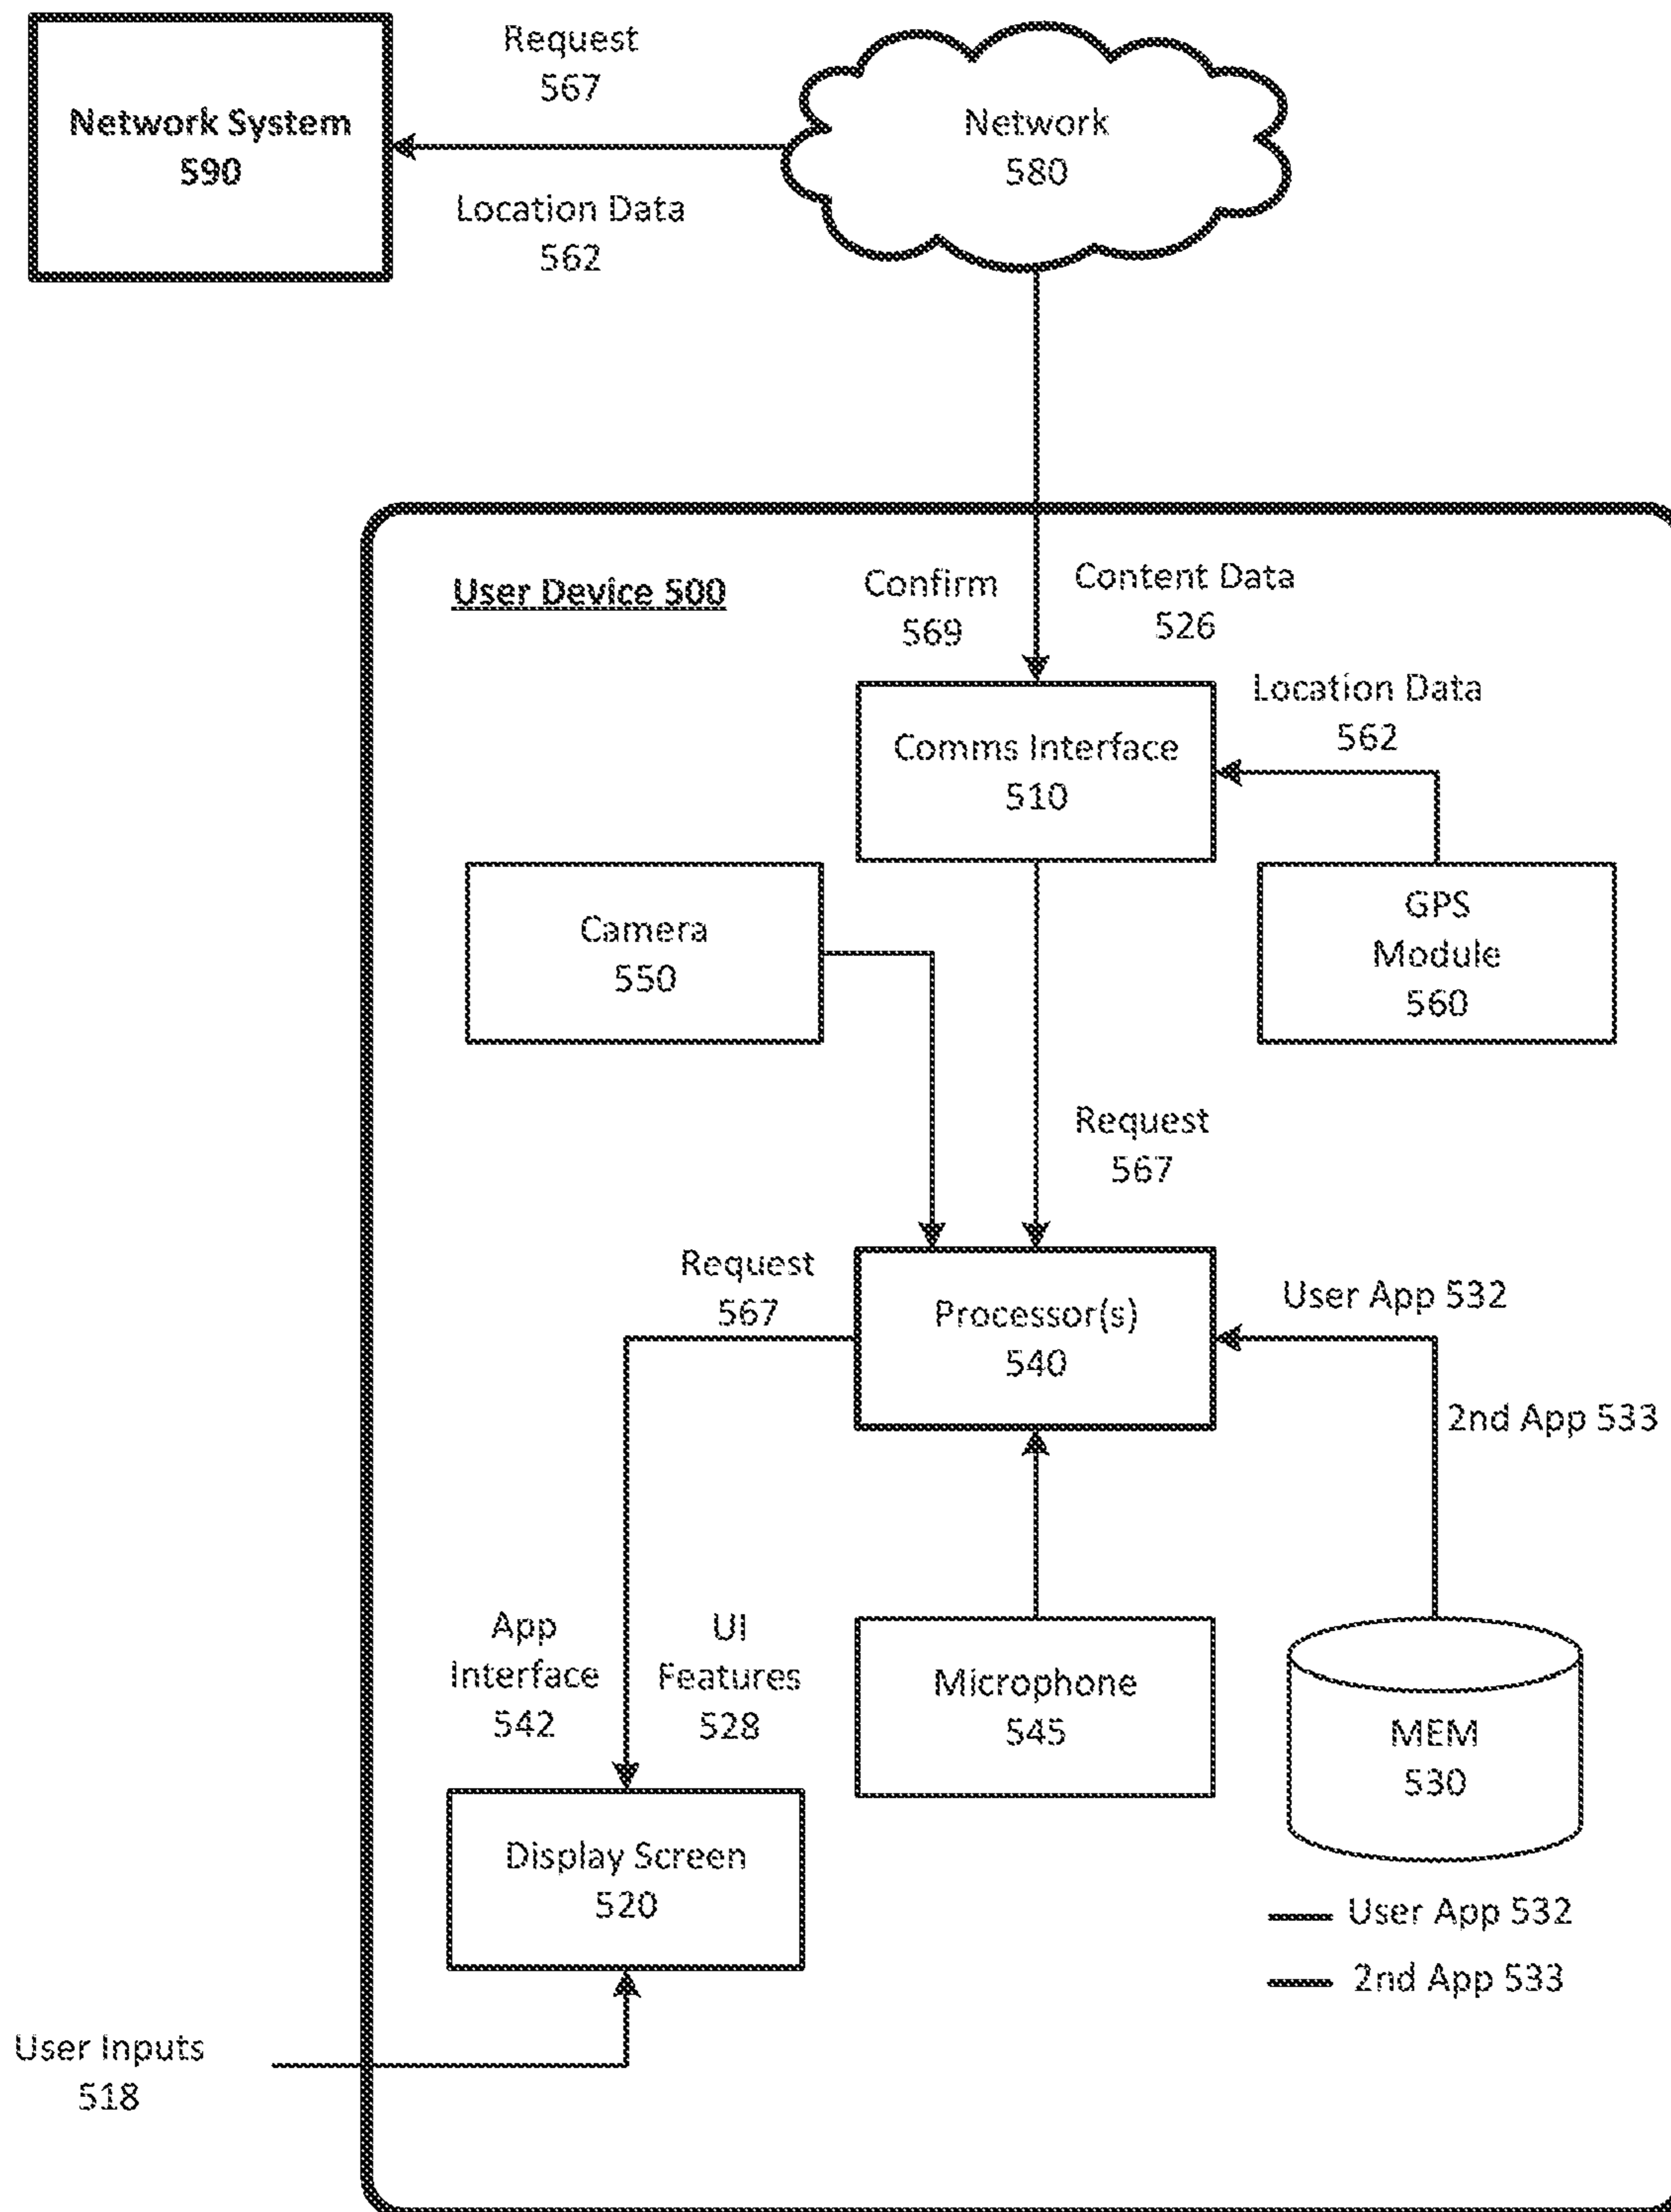 Request
567
Network System
590
Location Data
562
Network
580
User Device 500
Confirm
569
Content Data
526
Location Data
562
Comms Interface
510
Camera
550
GPS
Module
560
Request
567
Request
567
Processor(s)
540
User App 532
2nd App 533
App
Interface
542
UI
Features
528
Microphone
545
MEM
530
Display Screen
520
User App 532
2nd App 533
User Inputs
518